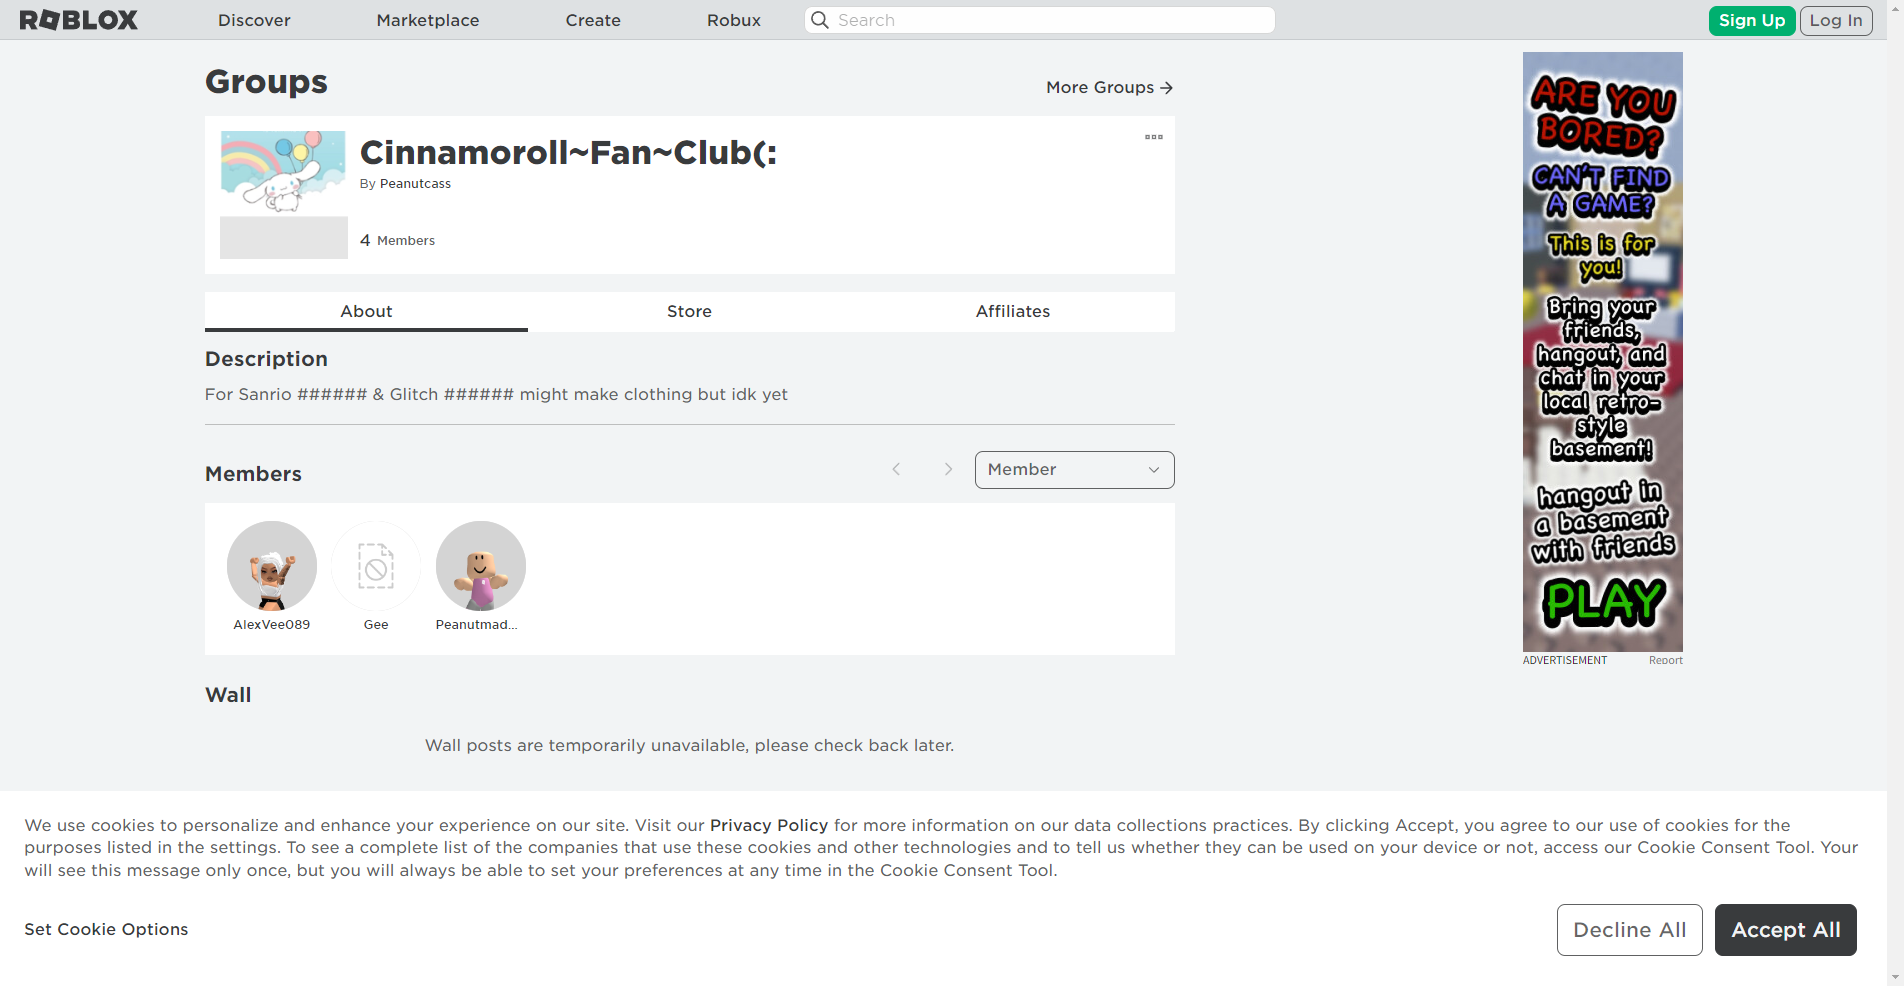 ROBLOX Discover Marketplace Create Robux Search Sign Up Log In
Groups
More Groups
Cinnamoroll~Fan~Club(:
By Peanutcass
4 Members
About Store Affiliates
Description
For Sanrio ###### & Glitch ###### might make clothing but idk yet
Members
Member
AlexVee089 Gee Peanutmad...
Wall
Wall posts are temporarily unavailable, please check back later.
ARE YOU
BORED?
CAN'T FIND
A GAME?
This is for
you!
Bring your
friends,
hangout, and
chat in your
local retro-
style
basement!
hangout in
a basement
with friends
PLAY
ADVERTISEMENT Report
We use cookies to personalize and enhance your experience on our site. Visit our Privacy Policy for more information on our data collections practices. By clicking Accept, you agree to our use of cookies for the
purposes listed in the settings. To see a complete list of the companies that use these cookies and other technologies and to tell us whether they can be used on your device or not, access our Cookie Consent Tool. Your
will see this message only once, but you will always be able to set your preferences at any time in the Cookie Consent Tool.
Set Cookie Options
Decline All
Accept All